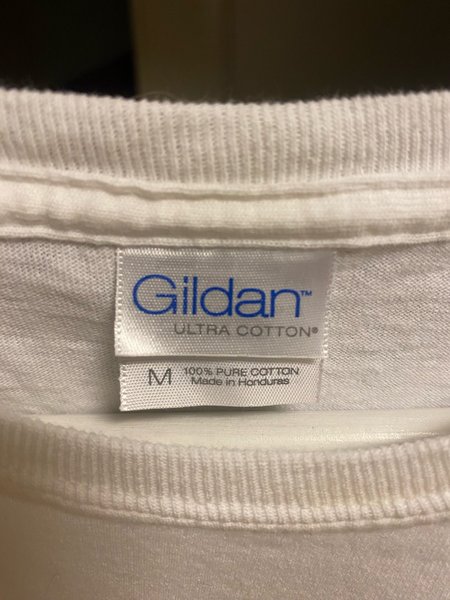 Gildan™
ULTRA COTTON®
M 100% PURE COTTON
Made in Honduras